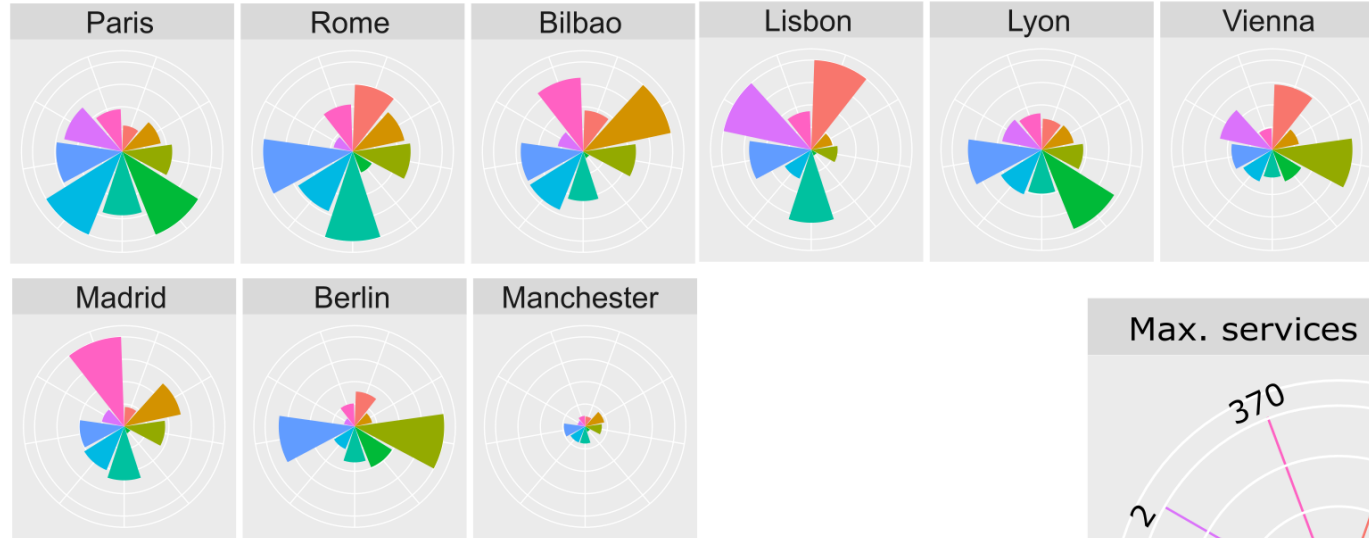 Paris Rome Bilbao Lisbon Lyon Vienna
Madrid Berlin Manchester
Max. services
370
2